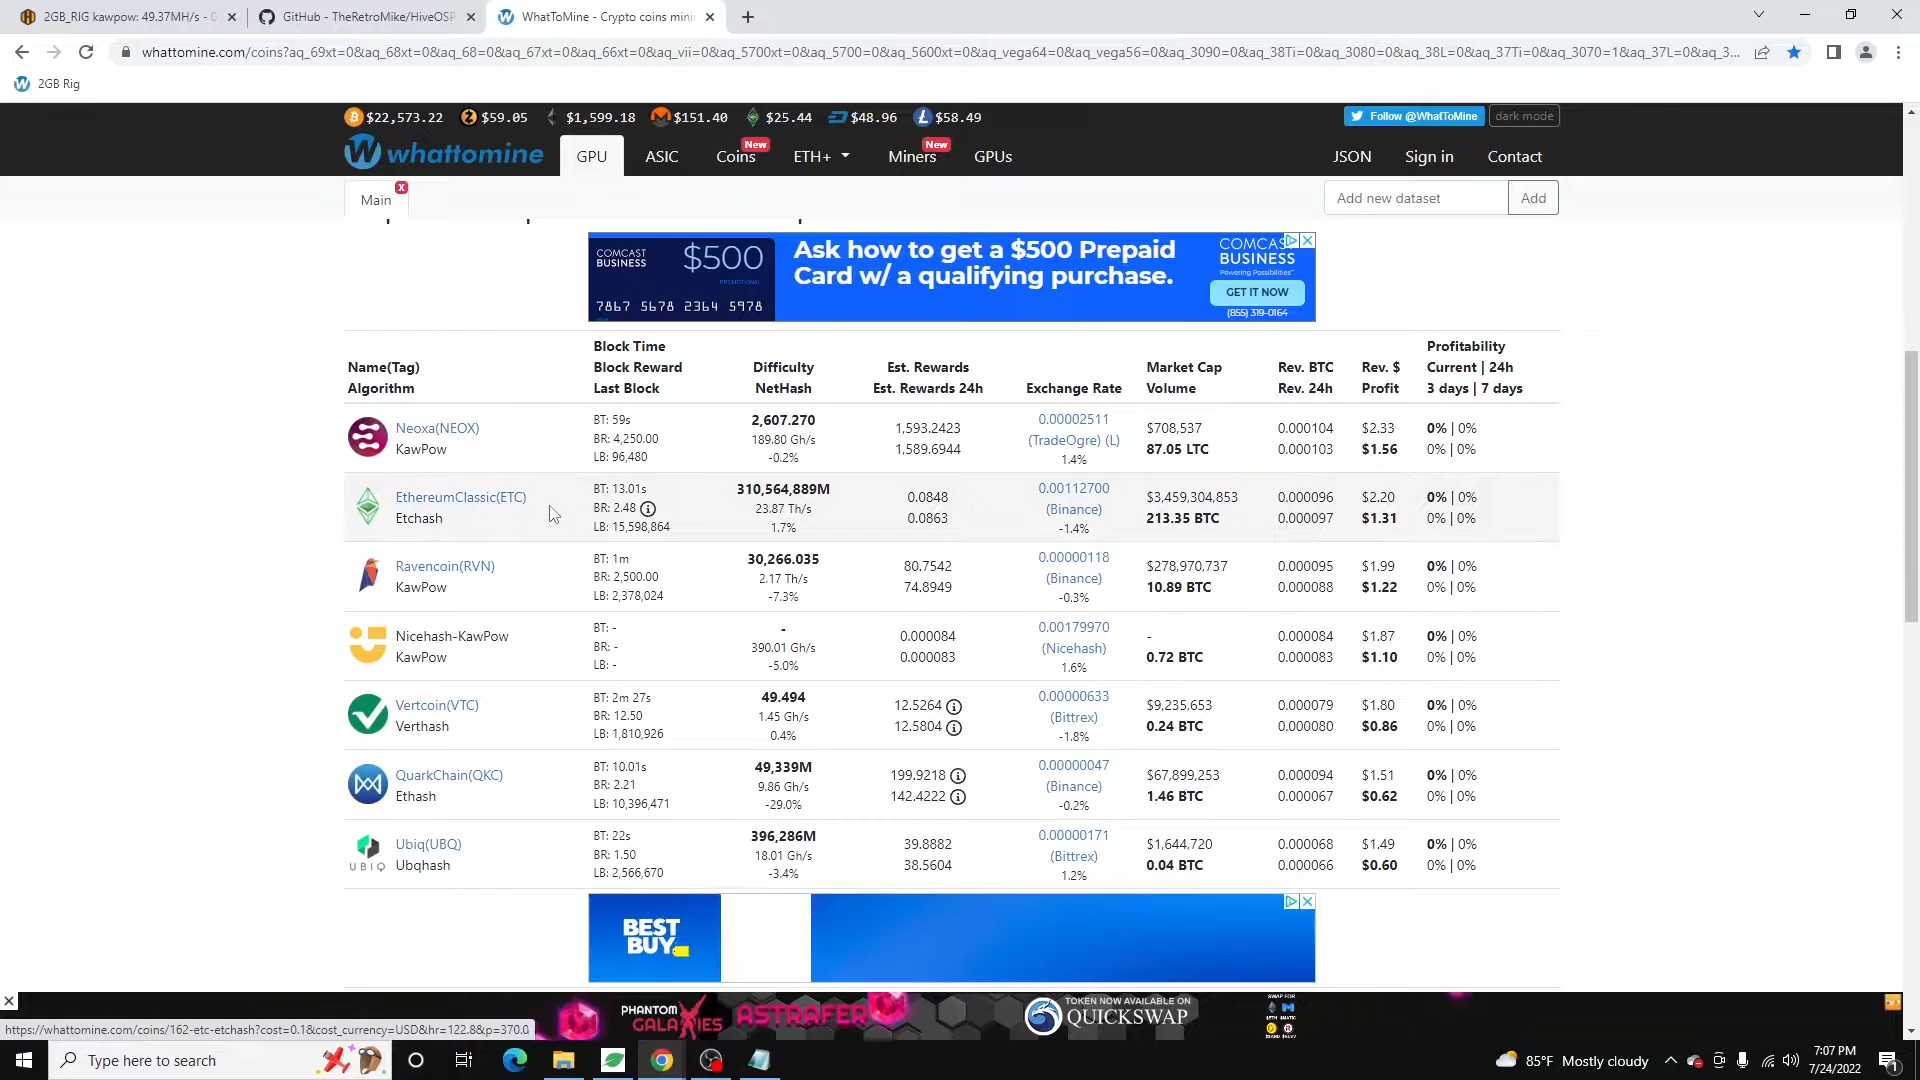 2GB_RIG kawpow: 49.37MH/s -
GitHub - TheRetroMike/HiveOSP
WhatToMine - Crypto coins mini
whattomine.com/coins?aq_69xt=0&aq_68xt=0&aq_68=0&aq_67xt=0&aq_66xt=0&aq_vii=0&aq_5700xt=0&aq_5700=0&aq_5600xt=0&aq_vega64=0&aq_vega56=0&aq_3090=0&aq_38Ti=0&aq_3080=0&aq_38L=0&aq_37Ti=0&aq_3070=1&aq_37L=0&aq_3...
2GB Rig
$22,573.22 $59.05 $1,599.18 $151.40 $25.44 $48.96 $58.49
Follow @WhatToMine dark mode
whattomine GPU ASIC Coins New ETH+ Miners New GPUs JSON Sign in Contact
Main x Add new dataset Add
COMCAST BUSINESS $500 PROMOTIONAL 7867 5678 2364 5978
Ask how to get a $500 Prepaid
Card w/ a qualifying purchase.
COMCAST BUSINESS
Powering Possibilities™
GET IT NOW
(855) 319-0164
Block Time Profitability
Name(Tag) Block Reward Difficulty Est. Rewards Market Cap Rev. BTC Rev. $ Current | 24h
Algorithm Last Block NetHash Est. Rewards 24h Exchange Rate Volume Rev. 24h Profit 3 days | 7 days
BT: 59s 2,607.270 0.00002511
Neoxa(NEOX) BR: 4,250.00 189.80 Gh/s 1,593.2423 (TradeOgre) (L) $708,537 0.000104 $2.33 0% | 0%
KawPow LB: 96,480 -0.2% 1,589.6944 1.4% 87.05 LTC 0.000103 $1.56 0% | 0%
BT: 13.01s 310,564,889M 0.00112700
EthereumClassic(ETC) BR: 2.48 23.87 Th/s 0.0848 (Binance) $3,459,304,853 0.000096 $2.20 0% | 0%
Etchash LB: 15,598,864 1.7% 0.0863 -1.4% 213.35 BTC 0.000097 $1.31 0% | 0%
BT: 1m 30,266.035 0.00000118
Ravencoin(RVN) BR: 2,500.00 2.17 Th/s 80.7542 (Binance) $278,970,737 0.000095 $1.99 0% | 0%
KawPow LB: 2,378,024 -7.3% 74.8949 -0.3% 10.89 BTC 0.000088 $1.22 0% | 0%
BT: - - 0.00179970
Nicehash-KawPow BR: - 390.01 Gh/s 0.000084 (Nicehash) - 0.000084 $1.87 0% | 0%
KawPow LB: - -5.0% 0.000083 1.6% 0.72 BTC 0.000083 $1.10 0% | 0%
BT: 2m 27s 49.494 0.00000633
Vertcoin(VTC) BR: 12.50 1.45 Gh/s 12.5264 (Bittrex) $9,235,653 0.000079 $1.80 0% | 0%
Verthash LB: 1,810,926 0.4% 12.5804 -1.8% 0.24 BTC 0.000080 $0.86 0% | 0%
BT: 10.01s 49,339M 0.00000047
QuarkChain(QKC) BR: 2.21 9.86 Gh/s 199.9218 (Binance) $67,899,253 0.000094 $1.51 0% | 0%
Ethash LB: 10,396,471 -29.0% 142.4222 -0.2% 1.46 BTC 0.000067 $0.62 0% | 0%
BT: 22s 396,286M 0.00000171
Ubiq(UBQ) BR: 1.50 18.01 Gh/s 39.8882 (Bittrex) $1,644,720 0.000068 $1.49 0% | 0%
UBIQ Ubqhash LB: 2,566,670 -3.4% 38.5604 1.2% 0.04 BTC 0.000066 $0.60 0% | 0%
BEST
BUY
PHANTOM GALAXIES ASTRAFER TOKEN NOW AVAILABLE ON QUICKSWAP SWAP FOR
https://whattomine.com/coins/162-etc-etchash?cost=0.1&cost_currency=USD&hr=122.8&p=370.0
Type here to search 85°F Mostly cloudy 7:07 PM
7/24/2022 1